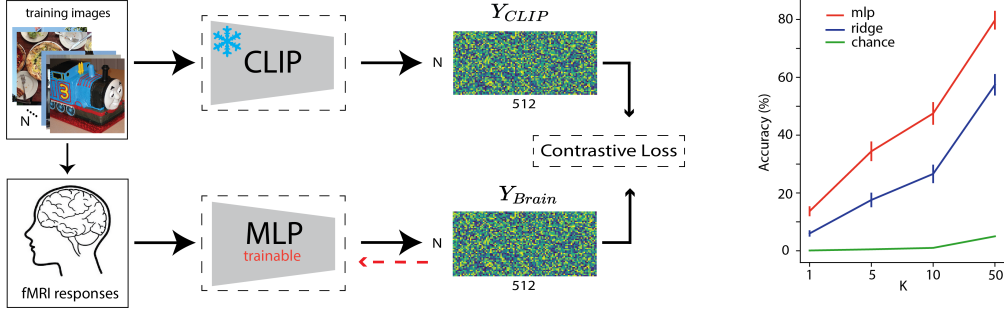 training images
N
fMRI responses
CLIP
MLP
trainable
Y_CLIP
N
512
Contrastive Loss
Y_Brain
N
512
mlp
ridge
chance
Accuracy (%)
80
60
40
20
0
1
5
10
50
K